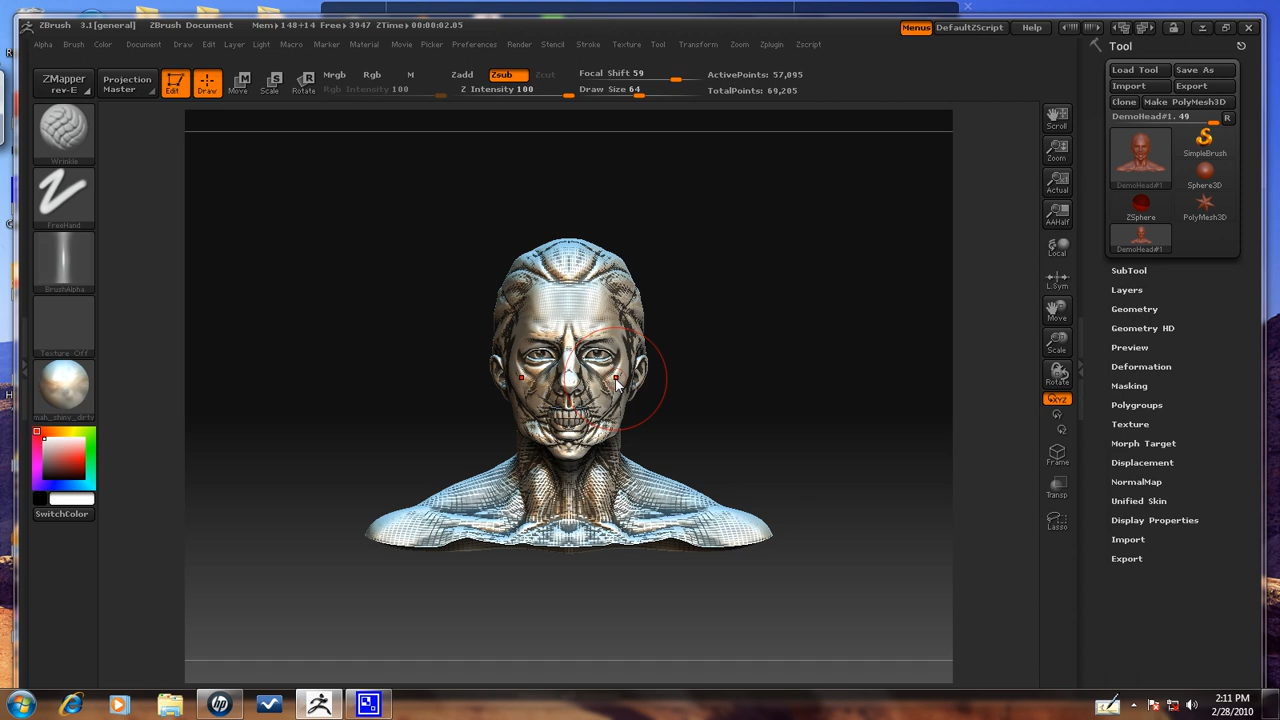 ZBrush 3.1[general] ZBrush Document Mem:148+14 Free:3947 ZTime:00:00:02.05
Menus DefaultZScript Help
Alpha Brush Color Document Draw Edit Layer Light Macro Marker Material Movie Picker Preferences Render Stencil Stroke Texture Tool Transform Zoom Zplugin Zscript
ZMapper
rev-E
Projection
Master
Edit
Draw
Move
Scale
Rotate
Mrgb Rgb M
Rgb Intensity 100
Zadd Zsub Zcut
Z Intensity 100
Focal Shift 59
Draw Size 64
ActivePoints: 57,095
TotalPoints: 69,205
Wrinkle
FreeHand
BrushAlpha
Texture Off
mah_shiny_dirty
SwitchColor
Scroll
Zoom
Actual
AAHalf
Local
L.Sym
Move
Scale
Rotate
XYZ
Frame
Transp
Lasso
Tool
Load Tool Save As
Import Export
Clone Make PolyMesh3D
DemoHead#1. 49 R
DemoHead#1
SimpleBrush
Sphere3D
ZSphere
PolyMesh3D
DemoHead#1
SubTool
Layers
Geometry
Geometry HD
Preview
Deformation
Masking
Polygroups
Texture
Morph Target
Displacement
NormalMap
Unified Skin
Display Properties
Import
Export
2:11 PM
2/28/2010